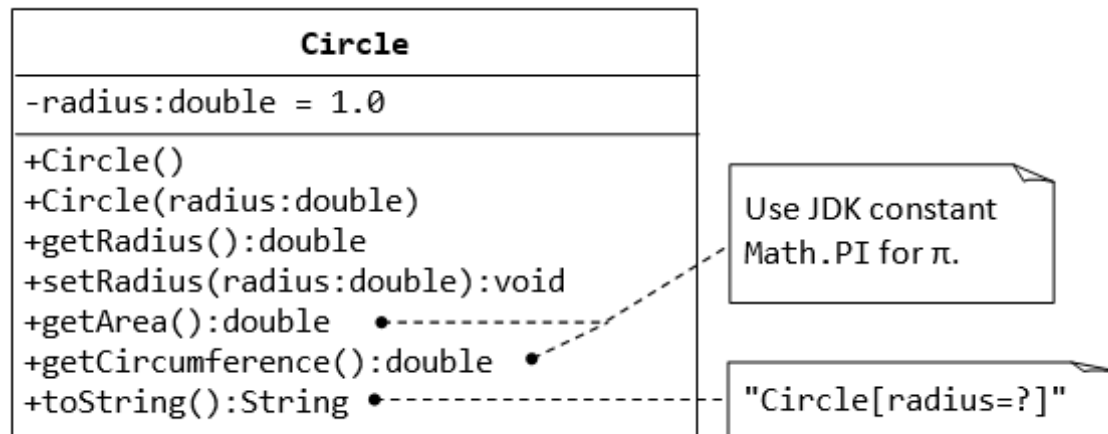 Circle
-radius:double = 1.0
+Circle()
+Circle(radius:double)
+getRadius():double
+setRadius(radius:double):void
+getArea():double
+getCircumference():double
+toString():String
Use JDK constant
Math.PI for π.
"Circle[radius=?]"